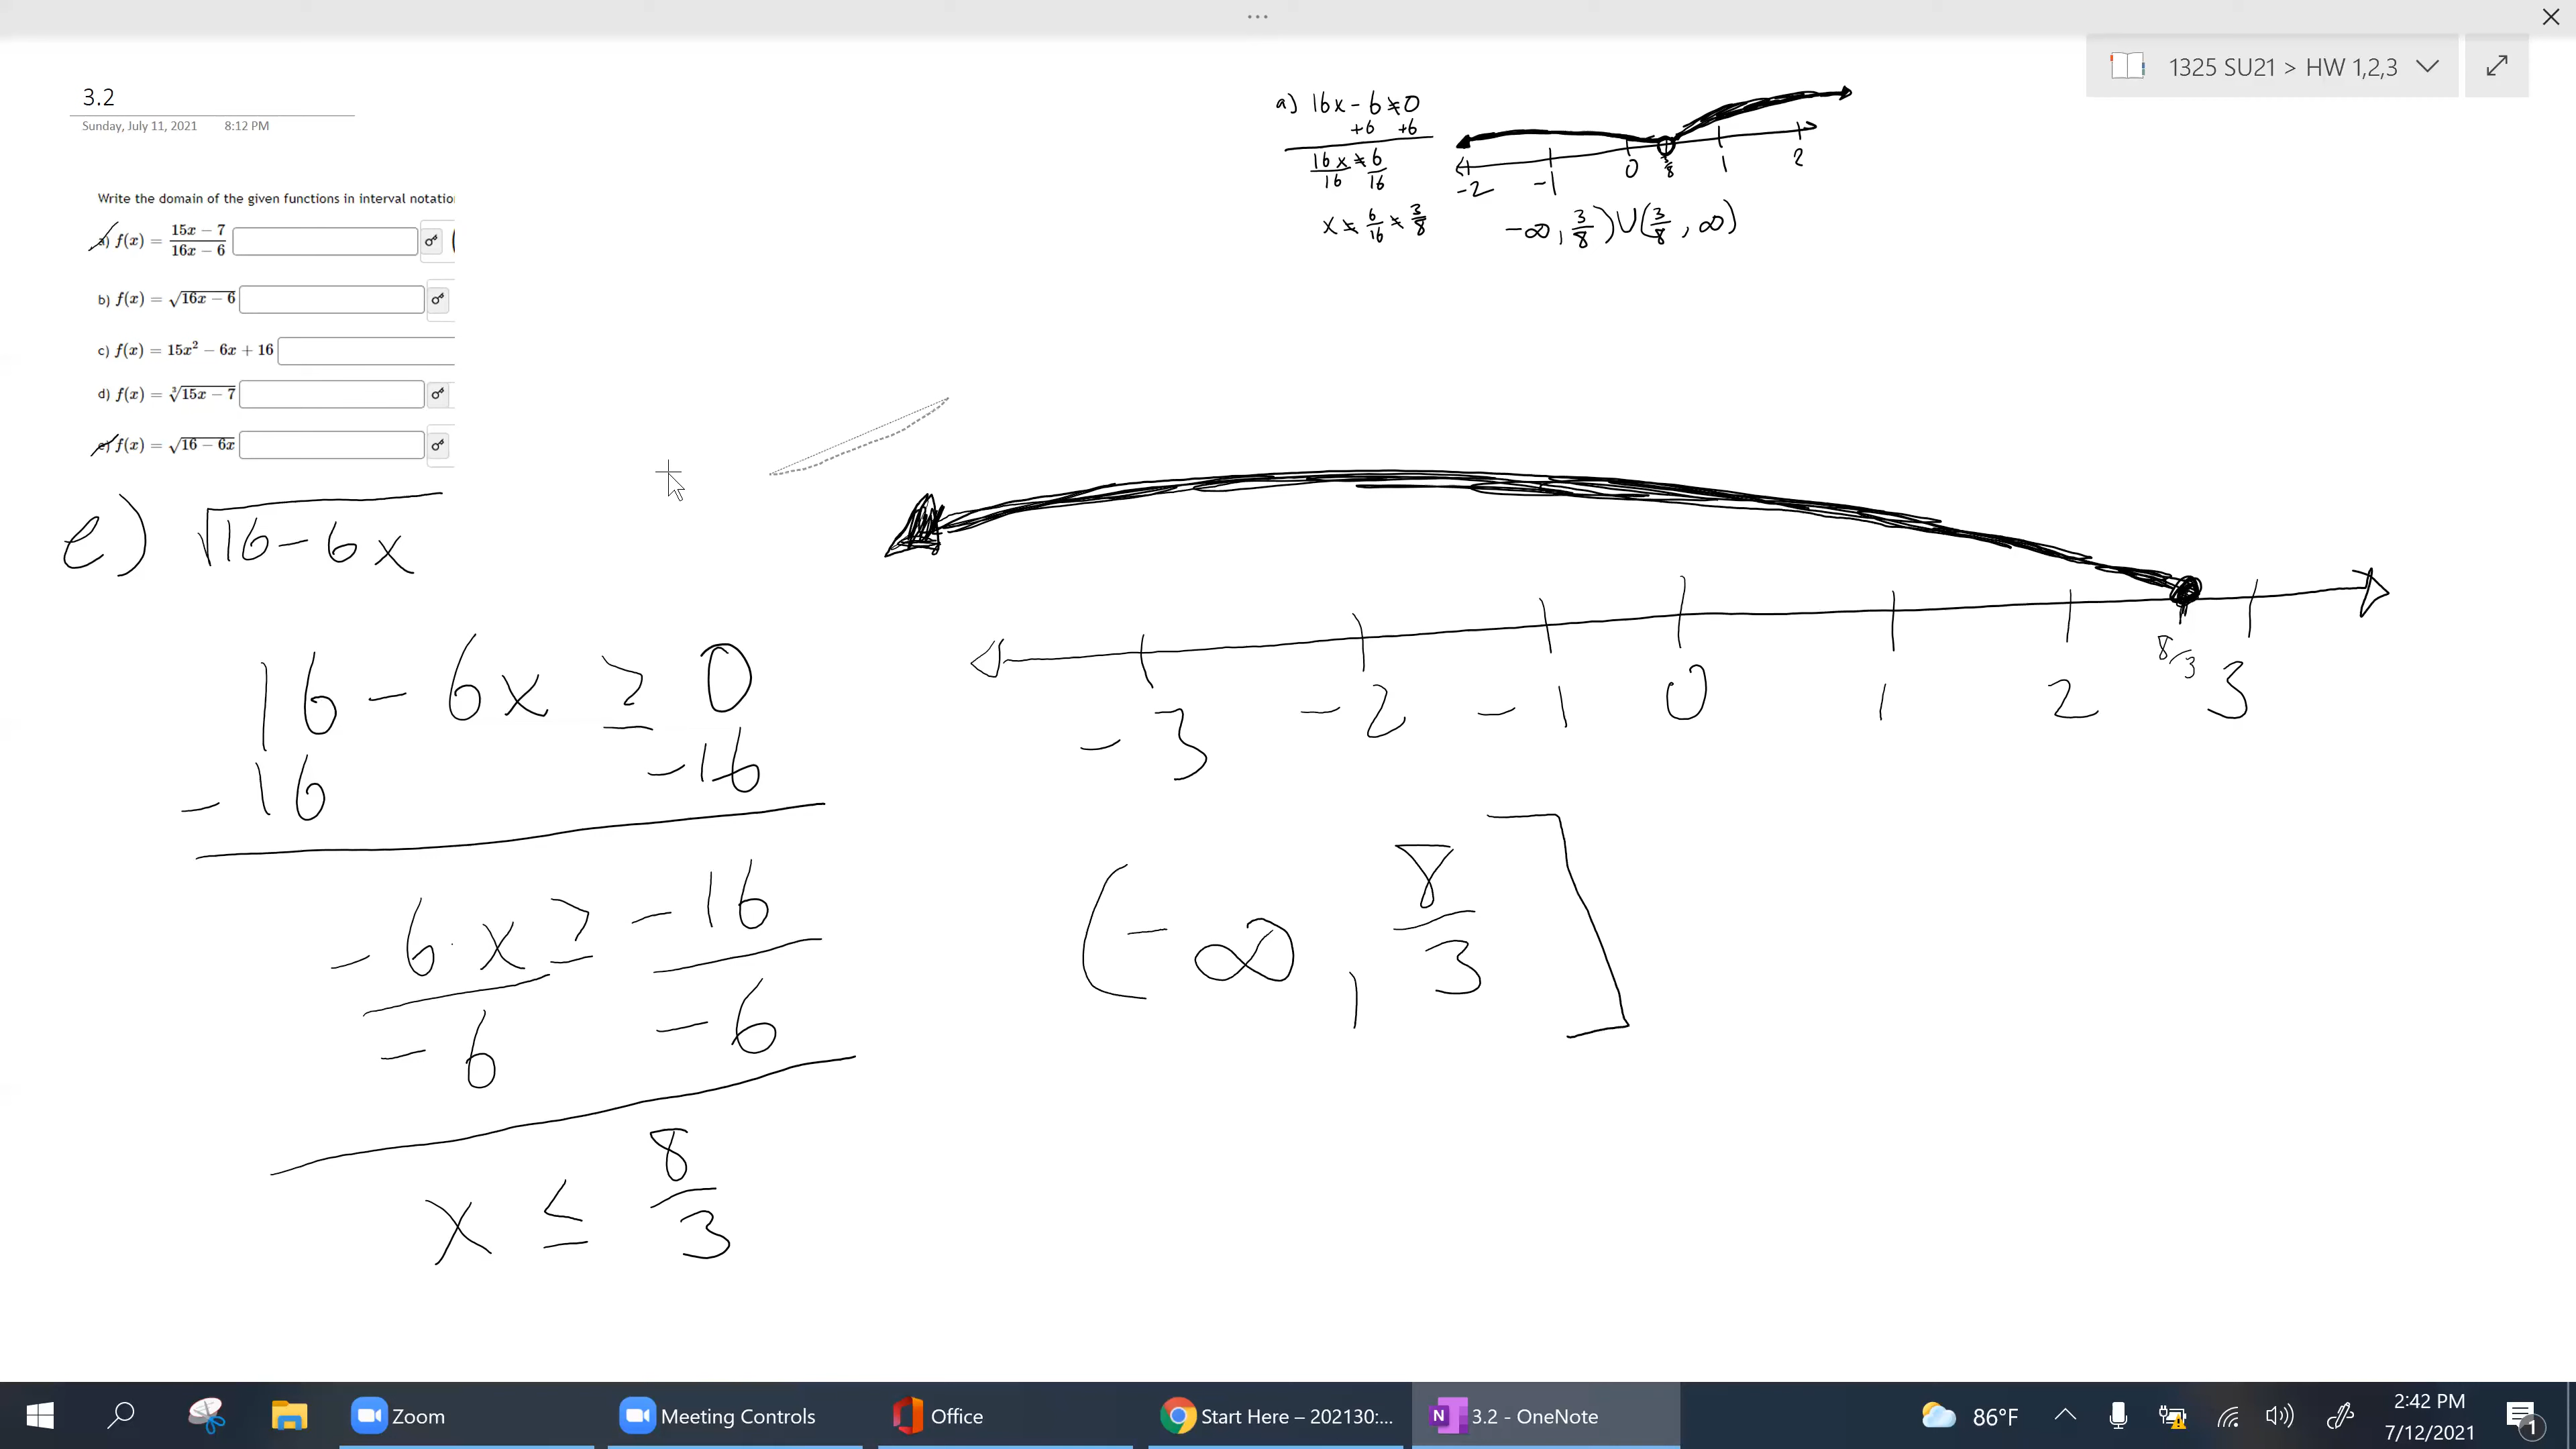 1325 SU21 > HW 1,2,3
3.2
Sunday, July 11, 2021 8:12 PM
Write the domain of the given functions in interval notatio
a) f(x) = (15x − 7)/(16x − 6)
b) f(x) = √(16x − 6)
c) f(x) = 15x² − 6x + 16
d) f(x) = ∛(15x − 7)
e) f(x) = √(16 − 6x)
a) 16x − 6 ≠ 0
+6 +6
16x/16 ≠ 6/16
x ≠ 6/16 ≠ 3/8
-2 -1 0 3/8 1 2
-∞, 3/8) ∪ (3/8, ∞)
e) √16 − 6x
16 − 6x ≥ 0
-16 -16
-6·x ≥ -16
-6 -6
x ≤ 8/3
-3 -2 -1 0 1 2 8/3 3
(-∞, 8/3]
Zoom
Meeting Controls
Office
Start Here – 202130:...
N
3.2 - OneNote
86°F
2:42 PM
7/12/2021
1